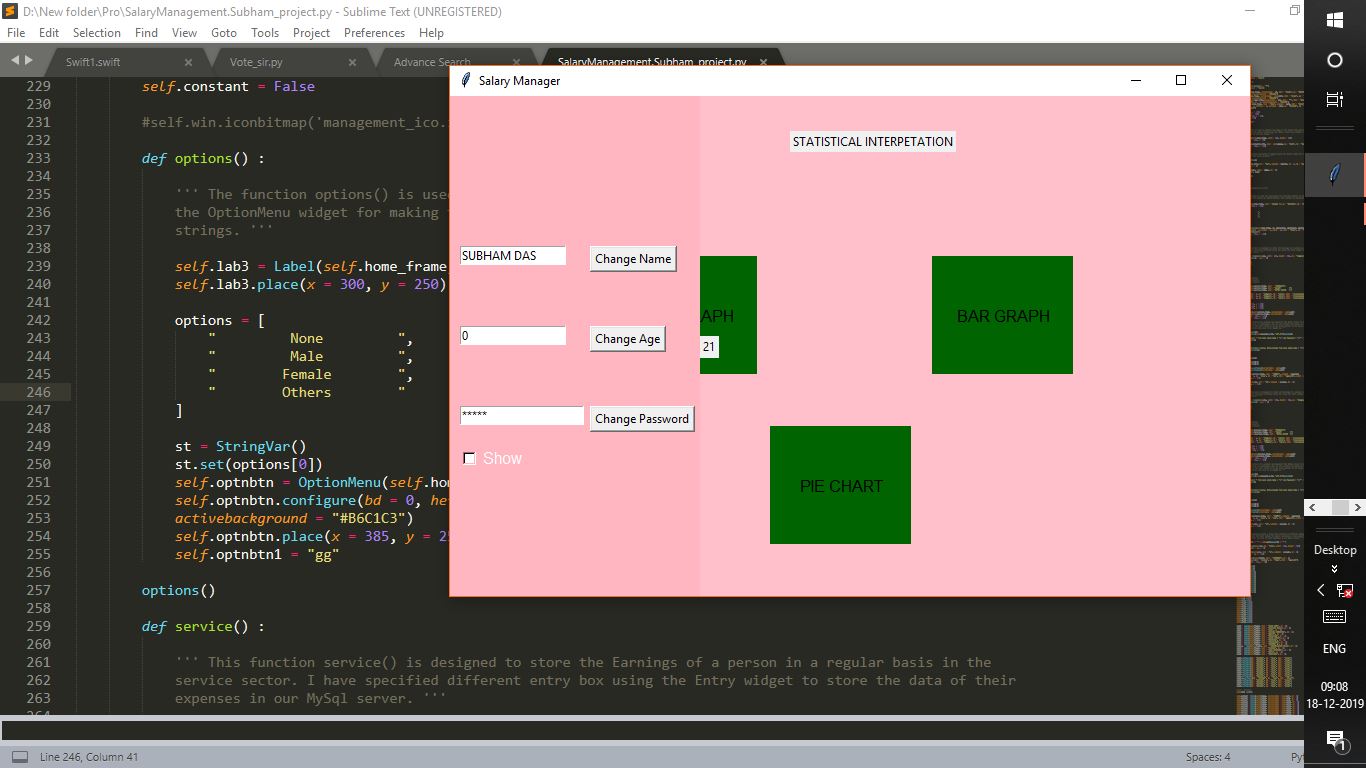 D:\New folder\Pro\SalaryManagement.Subham_project.py - Sublime Text (UNREGISTERED)
File Edit Selection Find View Goto Tools Project Preferences Help
Swift1.swift Vote_sir.py Advance Search SalaryManagement.Subham_project.py
229 self.constant = False
230
231 #self.win.iconbitmap('management_ico.
232
233 def options() :
234
235 ''' The function options() is used
236 the OptionMenu widget for making
237 strings. '''
238
239 self.lab3 = Label(self.home_frame
240 self.lab3.place(x = 300, y = 250)
241
242 options = [
243 " None ",
244 " Male ",
245 " Female ",
246 " Others "
247 ]
248
249 st = StringVar()
250 st.set(options[0])
251 self.optnbtn = OptionMenu(self.ho
252 self.optnbtn.configure(bd = 0, he
253 activebackground = "#B6C1C3")
254 self.optnbtn.place(x = 385, y = 2
255 self.optnbtn1 = "gg"
256
257 options()
258
259 def service() :
260
261 ''' This function service() is designed to store the Earnings of a person in a regular basis in the
262 service sector. I have specified different entry box using the Entry widget to store the data of their
263 expenses in our MySql server. '''
Salary Manager
STATISTICAL INTERPETATION
SUBHAM DAS Change Name
0 Change Age
***** Change Password
Show
APH
21
BAR GRAPH
PIE CHART
Line 246, Column 41 Spaces: 4 Py
Desktop
ENG
09:08
18-12-2019
1